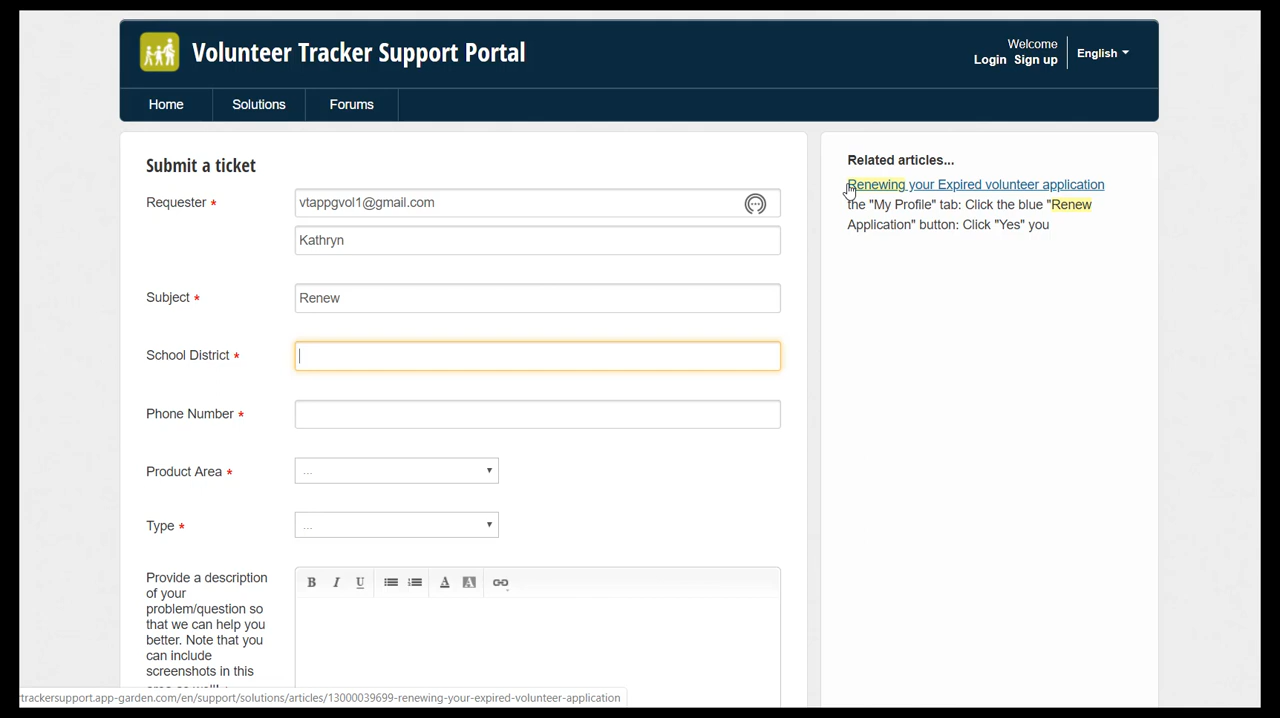 Volunteer Tracker Support Portal
Welcome
Login Sign up
English
Home
Solutions
Forums
Submit a ticket
Requester *
vtappgvol1@gmail.com
Kathryn
Subject *
Renew
School District *
Phone Number *
Product Area *
...
Type *
...
Provide a description
of your
problem/question so
that we can help you
better. Note that you
can include
screenshots in this
B I U A A
Related articles...
Renewing your Expired volunteer application
the "My Profile" tab: Click the blue "Renew
Application" button: Click "Yes" you
trackersupport.app-garden.com/en/support/solutions/articles/13000039699-renewing-your-expired-volunteer-application